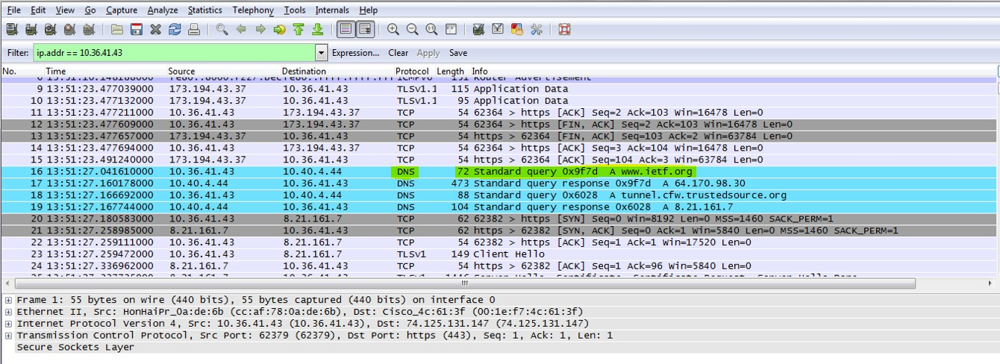 File Edit View Go Capture Analyze Statistics Telephony Tools Internals Help
Filter: ip.addr == 10.36.41.43 Expression... Clear Apply Save
No. Time Source Destination Protocol Length Info
6 13:51:10.148188000 Router Advertisement
9 13:51:23.477039000 173.194.43.37 10.36.41.43 TLSv1.1 115 Application Data
10 13:51:23.477132000 173.194.43.37 10.36.41.43 TLSv1.1 95 Application Data
11 13:51:23.477211000 10.36.41.43 173.194.43.37 TCP 54 62364 > https [ACK] Seq=2 Ack=103 Win=16478 Len=0
12 13:51:23.477609000 10.36.41.43 173.194.43.37 TCP 54 62364 > https [FIN, ACK] Seq=2 Ack=103 Win=16478 Len=0
13 13:51:23.477657000 173.194.43.37 10.36.41.43 TCP 54 https > 62364 [FIN, ACK] Seq=103 Ack=2 Win=63784 Len=0
14 13:51:23.477694000 10.36.41.43 173.194.43.37 TCP 54 62364 > https [ACK] Seq=3 Ack=104 Win=16478 Len=0
15 13:51:23.491240000 173.194.43.37 10.36.41.43 TCP 54 https > 62364 [ACK] Seq=104 Ack=3 Win=63784 Len=0
16 13:51:27.041610000 10.36.41.43 10.40.4.44 DNS 72 Standard query 0x9f7d A www.ietf.org
17 13:51:27.160178000 10.40.4.44 10.36.41.43 DNS 473 Standard query response 0x9f7d A 64.170.98.30
18 13:51:27.166692000 10.36.41.43 10.40.4.44 DNS 88 Standard query 0x6028 A tunnel.cfw.trustedsource.org
19 13:51:27.167744000 10.40.4.44 10.36.41.43 DNS 104 Standard query response 0x6028 A 8.21.161.7
20 13:51:27.180583000 10.36.41.43 8.21.161.7 TCP 62 62382 > https [SYN] Seq=0 Win=8192 Len=0 MSS=1460 SACK_PERM=1
21 13:51:27.258985000 8.21.161.7 10.36.41.43 TCP 62 https > 62382 [SYN, ACK] Seq=0 Ack=1 Win=5840 Len=0 MSS=1460 SACK_PERM=1
22 13:51:27.259111000 10.36.41.43 8.21.161.7 TCP 54 62382 > https [ACK] Seq=1 Ack=1 Win=17520 Len=0
23 13:51:27.259472000 10.36.41.43 8.21.161.7 TLSv1 149 Client Hello
24 13:51:27.336962000 8.21.161.7 10.36.41.43 TCP 54 https > 62382 [ACK] Seq=1 Ack=96 Win=5840 Len=0
Frame 1: 55 bytes on wire (440 bits), 55 bytes captured (440 bits) on interface 0
Ethernet II, Src: HonHaiPr_0a:de:6b (cc:af:78:0a:de:6b), Dst: Cisco_4c:61:3f (00:1e:f7:4c:61:3f)
Internet Protocol Version 4, Src: 10.36.41.43 (10.36.41.43), Dst: 74.125.131.147 (74.125.131.147)
Transmission Control Protocol, Src Port: 62379 (62379), Dst Port: https (443), Seq: 1, Ack: 1, Len: 1
Secure Sockets Layer